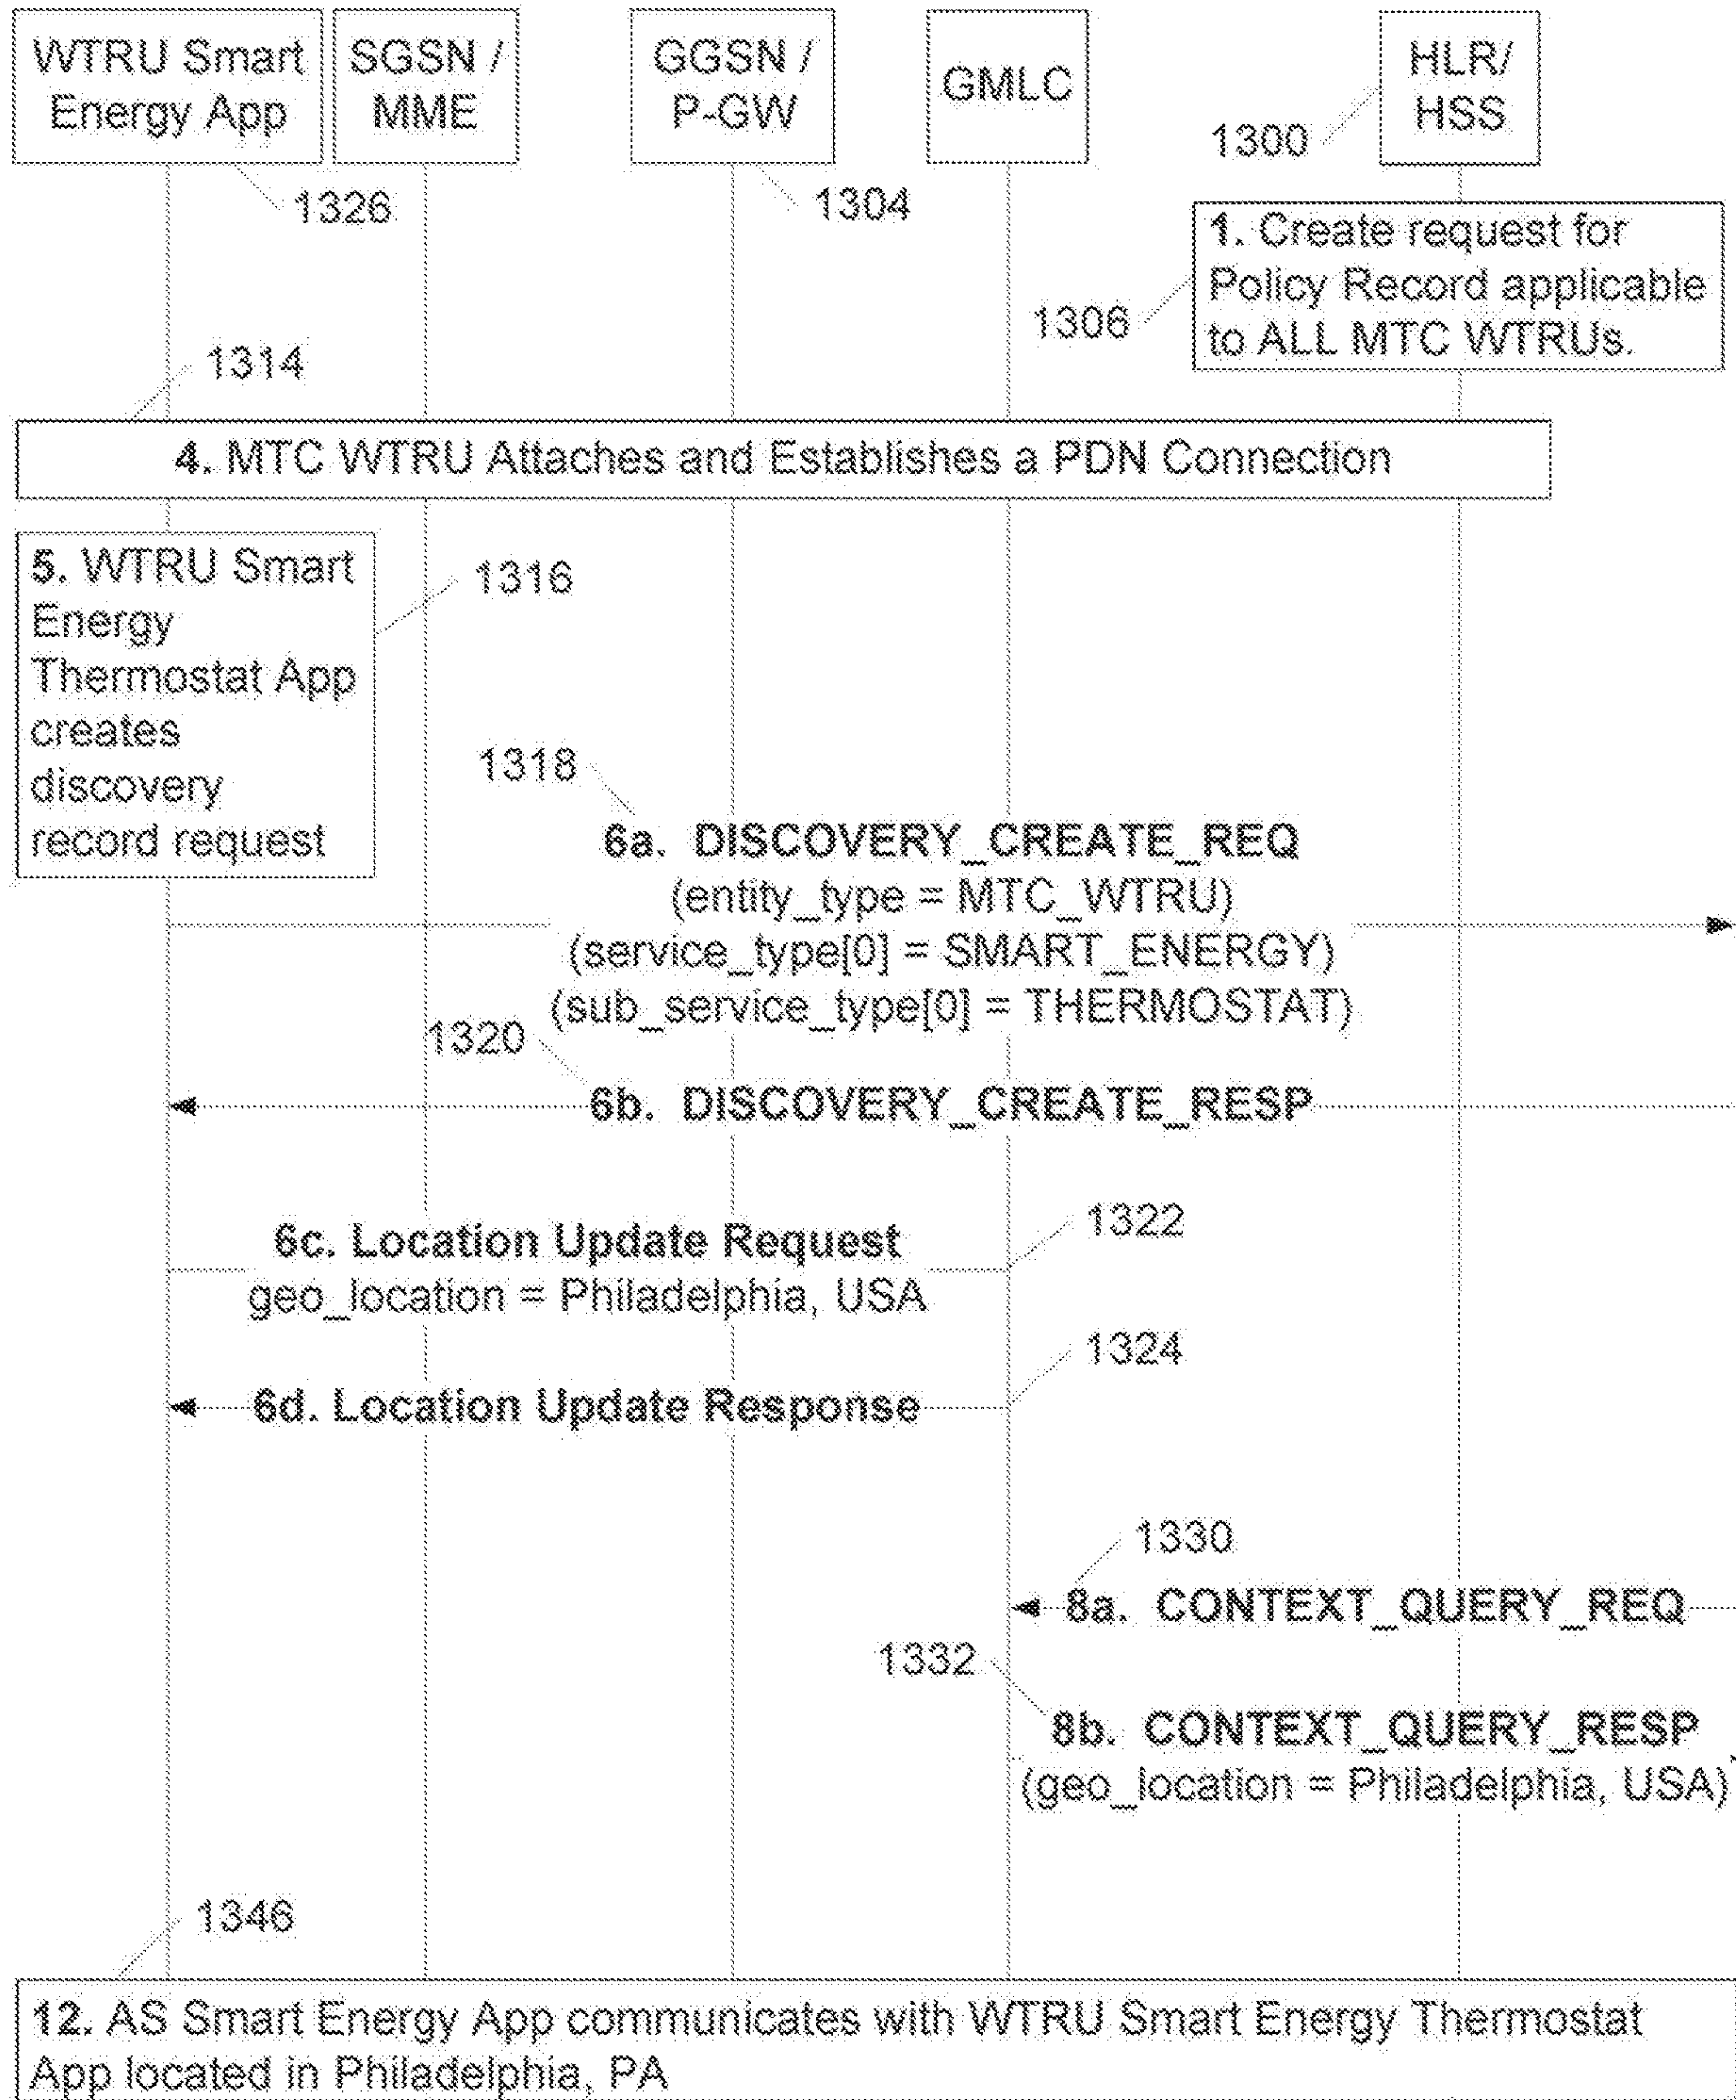 WTRU Smart
Energy App
SGSN /
MME
GGSN /
P-GW
GMLC
HLR/
HSS
1300
1326
1304
1. Create request for
Policy Record applicable
to ALL MTC WTRUs.
1306
1314
4. MTC WTRU Attaches and Establishes a PDN Connection
5. WTRU Smart
Energy
Thermostat App
creates
discovery
record request
1316
1318
6a. DISCOVERY_CREATE_REQ
(entity_type = MTC_WTRU)
(service_type[0] = SMART_ENERGY)
(sub_service_type[0] = THERMOSTAT)
1320
6b. DISCOVERY_CREATE_RESP
1322
6c. Location Update Request
geo_location = Philadelphia, USA
1324
6d. Location Update Response
1330
8a. CONTEXT_QUERY_REQ
1332
8b. CONTEXT_QUERY_RESP
(geo_location = Philadelphia, USA)
1346
12. AS Smart Energy App communicates with WTRU Smart Energy Thermostat
App located in Philadelphia, PA